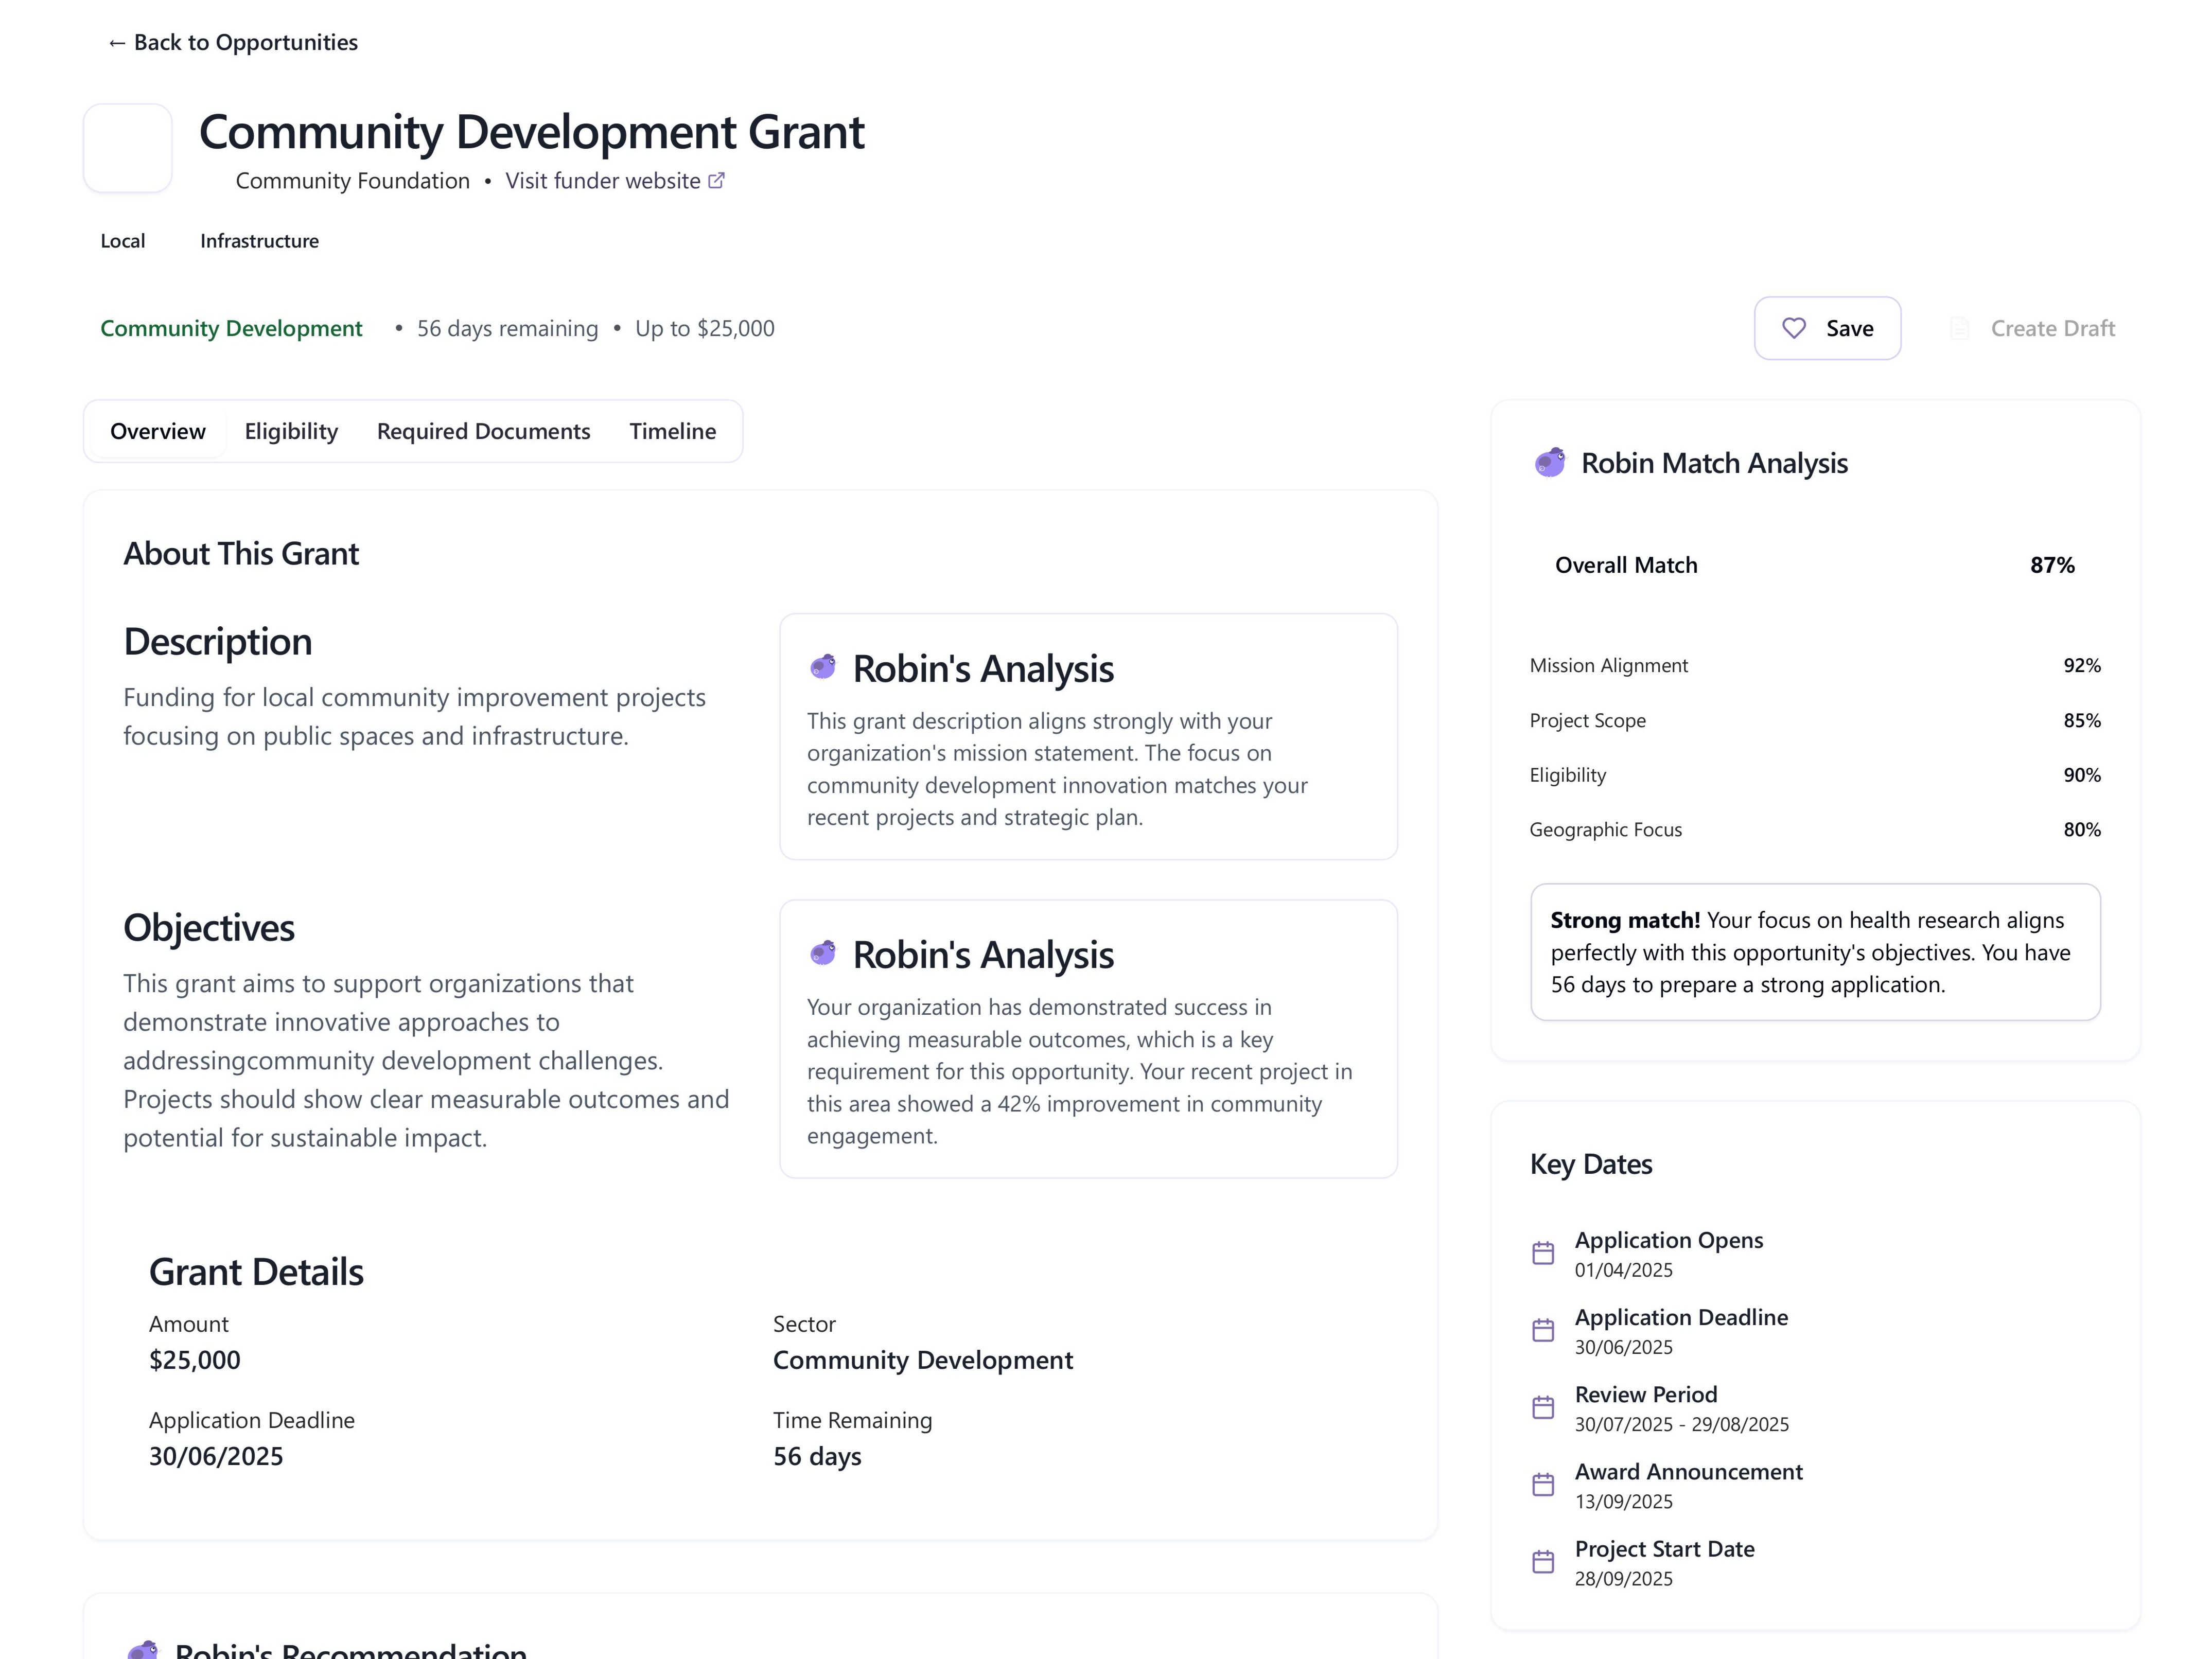 ← Back to Opportunities
Community Development Grant
Community Foundation • Visit funder website
Local Infrastructure
Community Development • 56 days remaining • Up to $25,000
Save Create Draft
Overview Eligibility Required Documents Timeline
About This Grant
Description
Funding for local community improvement projects
focusing on public spaces and infrastructure.
Robin's Analysis
This grant description aligns strongly with your
organization's mission statement. The focus on
community development innovation matches your
recent projects and strategic plan.
Objectives
This grant aims to support organizations that
demonstrate innovative approaches to
addressingcommunity development challenges.
Projects should show clear measurable outcomes and
potential for sustainable impact.
Robin's Analysis
Your organization has demonstrated success in
achieving measurable outcomes, which is a key
requirement for this opportunity. Your recent project in
this area showed a 42% improvement in community
engagement.
Grant Details
Amount
$25,000
Sector
Community Development
Application Deadline
30/06/2025
Time Remaining
56 days
Robin's Recommendation
Robin Match Analysis
Overall Match 87%
Mission Alignment 92%
Project Scope 85%
Eligibility 90%
Geographic Focus 80%
Strong match! Your focus on health research aligns
perfectly with this opportunity's objectives. You have
56 days to prepare a strong application.
Key Dates
Application Opens
01/04/2025
Application Deadline
30/06/2025
Review Period
30/07/2025 - 29/08/2025
Award Announcement
13/09/2025
Project Start Date
28/09/2025